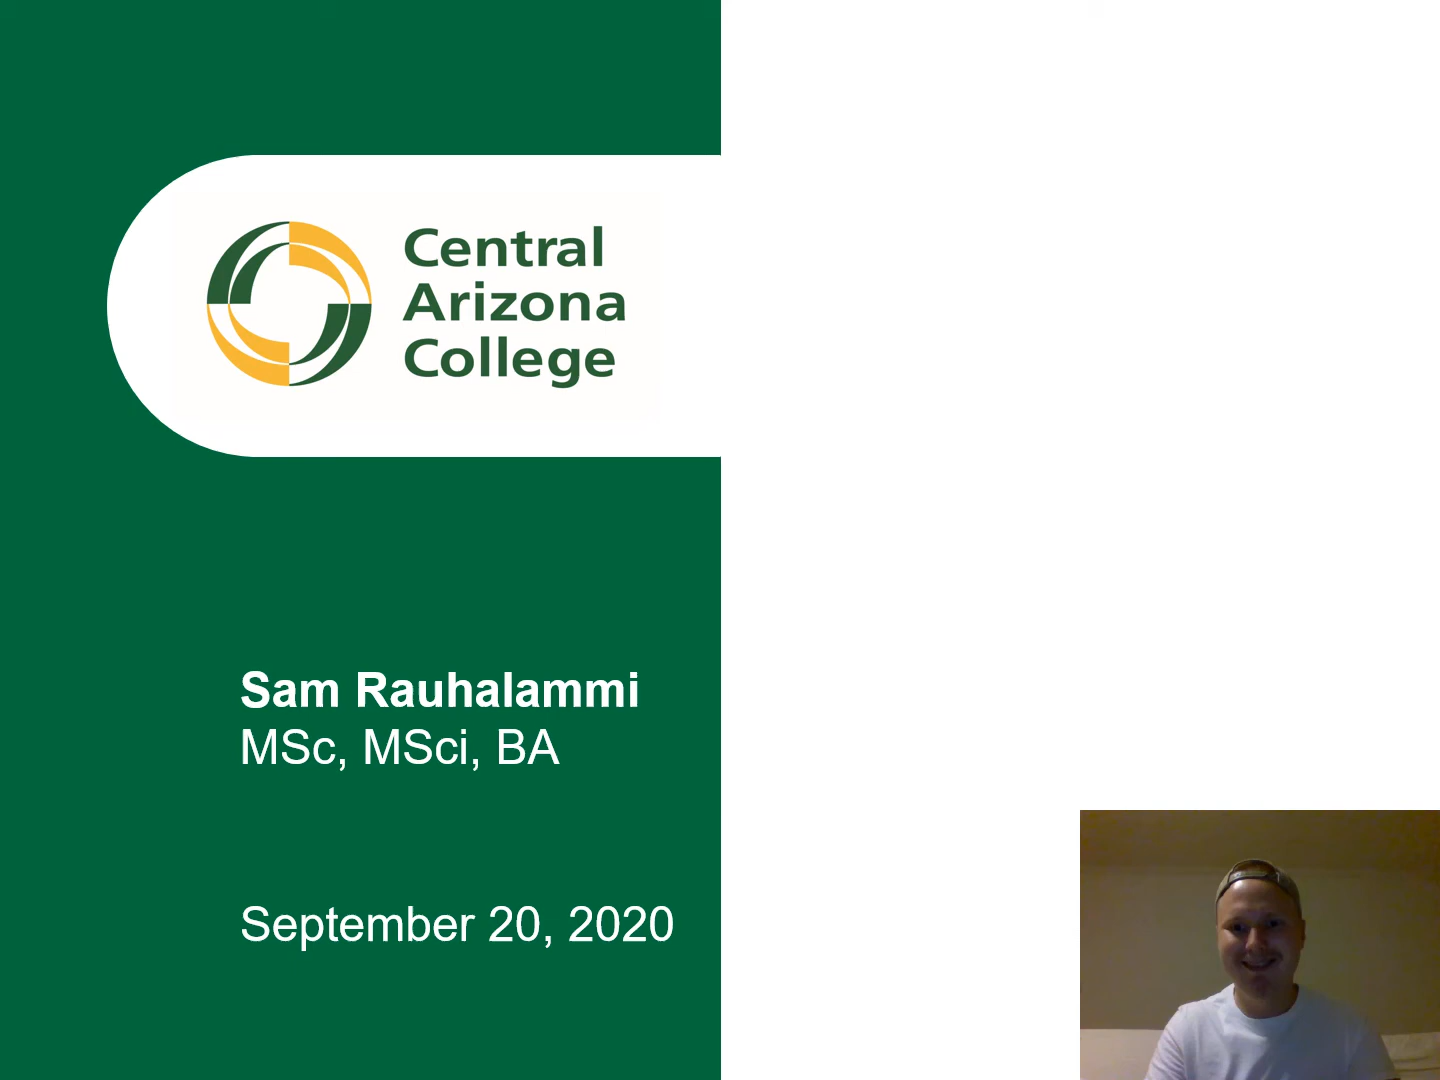 Central
Arizona
College
Sam Rauhalammi
MSc, MSci, BA
September 20, 2020